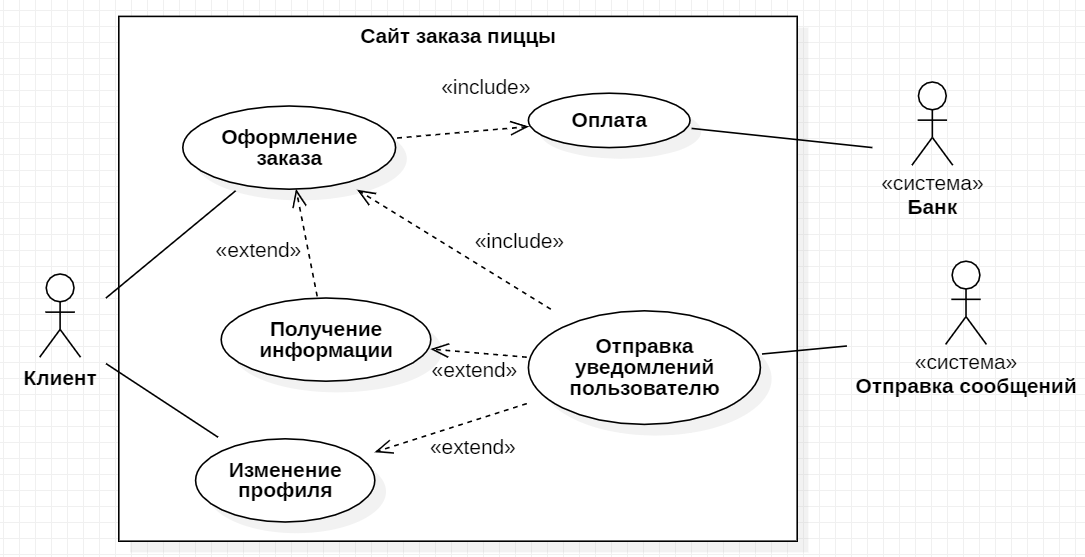 Сайт заказа пиццы
«include»
Оформление
заказа
Оплата
«система»
Банк
«extend»
«include»
Получение
информации
Отправка
уведомлений
пользователю
«extend»
«система»
Отправка сообщений
Клиент
«extend»
Изменение
профиля